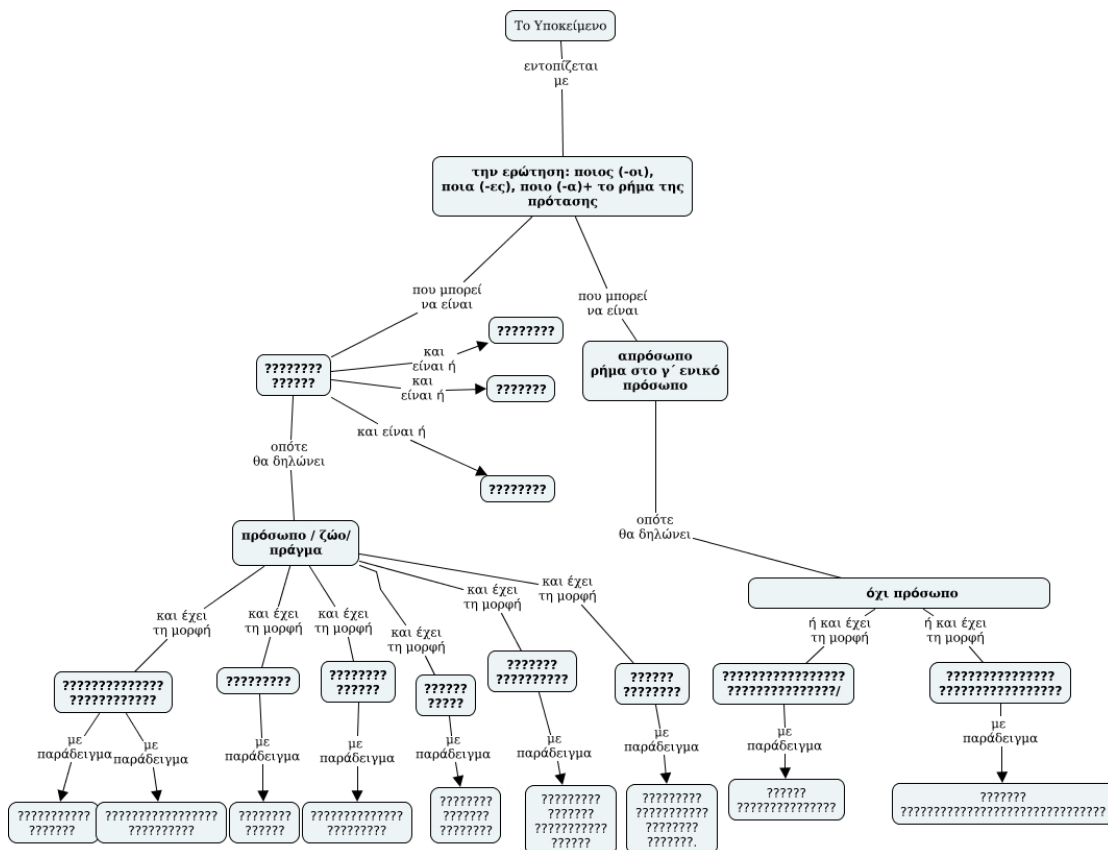 Το Υποκείμενο
εντοπίζεται
με
την ερώτηση: ποιος (-οι),
ποια (-ες), ποιο (-α)+ το ρήμα της
πρότασης
που μπορεί
να είναι
που μπορεί
να είναι
????????
??????
και
είναι ή
????????
και
είναι ή
???????
και είναι ή
????????
απρόσωπο
ρήμα στο γ΄ ενικό
πρόσωπο
οπότε
θα δηλώνει
οπότε
θα δηλώνει
πρόσωπο / ζώο/
πράγμα
όχι πρόσωπο
και έχει
τη μορφή
και έχει
τη μορφή
και έχει
τη μορφή
και έχει
τη μορφή
και έχει
τη μορφή
και έχει
τη μορφή
ή και έχει
τη μορφή
ή και έχει
τη μορφή
??????????????
????????????
?????????
????????
??????
??????
?????
???????
??????????
??????
????????
?????????????????
???????????????/
???????????????
?????????????????
με
παράδειγμα
με
παράδειγμα
με
παράδειγμα
με
παράδειγμα
με
παράδειγμα
με
παράδειγμα
με
παράδειγμα
με
παράδειγμα
με
παράδειγμα
???????????
???????
?????????????????
??????????
????????
??????
??????????????
?????????
????????
???????
????????
?????????
???????
???????????
??????
?????????
???????????
????????
???????.
??????
???????????????
???????
???????????????????????????????